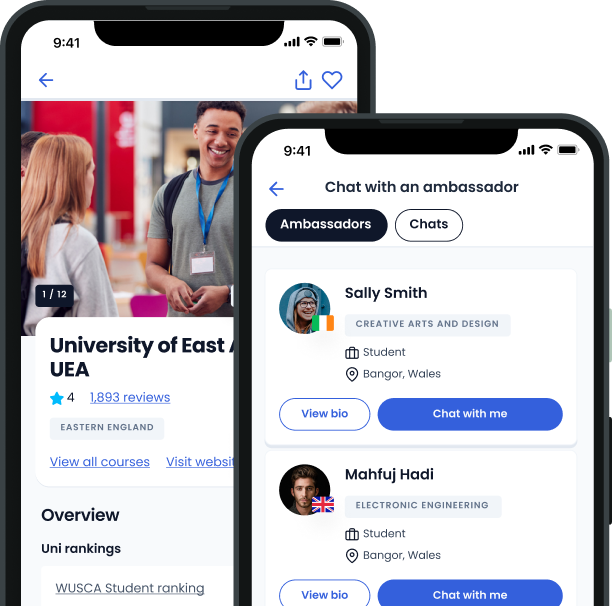 9:41
1 / 12
University of East
UEA
4 1,893 reviews
EASTERN ENGLAND
View all courses Visit websit
Overview
Uni rankings
WUSCA Student ranking
9:41
Chat with an ambassador
Ambassadors Chats
Sally Smith
CREATIVE ARTS AND DESIGN
Student
Bangor, Wales
View bio Chat with me
Mahfuj Hadi
ELECTRONIC ENGINEERING
Student
Bangor, Wales
View bio Chat with me